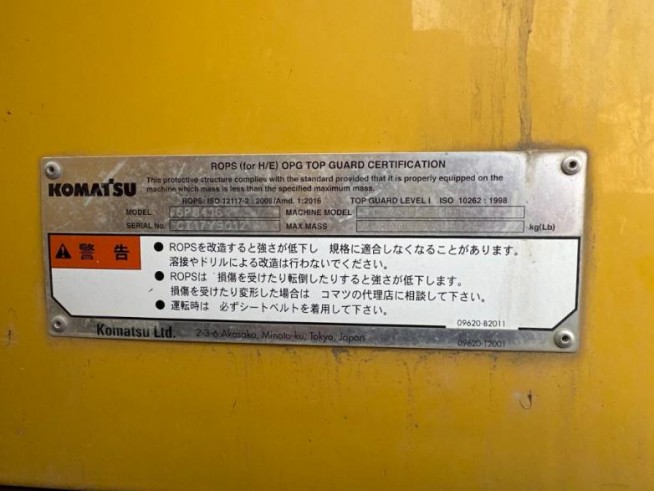 ROPS (for H/E) OPG TOP GUARD CERTIFICATION
KOMATSU
This protective structure complies with the standard provided that it is properly equipped on the
machine which mass is less than the specified maximum mass.
ROPS: ISO 12117-2 : 2008/Amd. 1:2016 TOP GUARD LEVEL I ISO 10262 : 1998
MODEL MACHINE MODEL
SERIAL No. MAX.MASS kg(Lb)
警告
● ROPSを改造すると強さが低下し 規格に適合しなくなることがあります。
溶接やドリルによる改造は行わないでください。
● ROPSは 損傷を受けたり転倒したりすると強さが低下します。
損傷を受けたり変形した場合は コマツの代理店に相談して下さい。
● 運転時は 必ずシートベルトを着用して下さい。
09620-B2011
Komatsu Ltd. 2-3-6 Akasaka, Minato-ku, Tokyo, Japan 09620-T2001